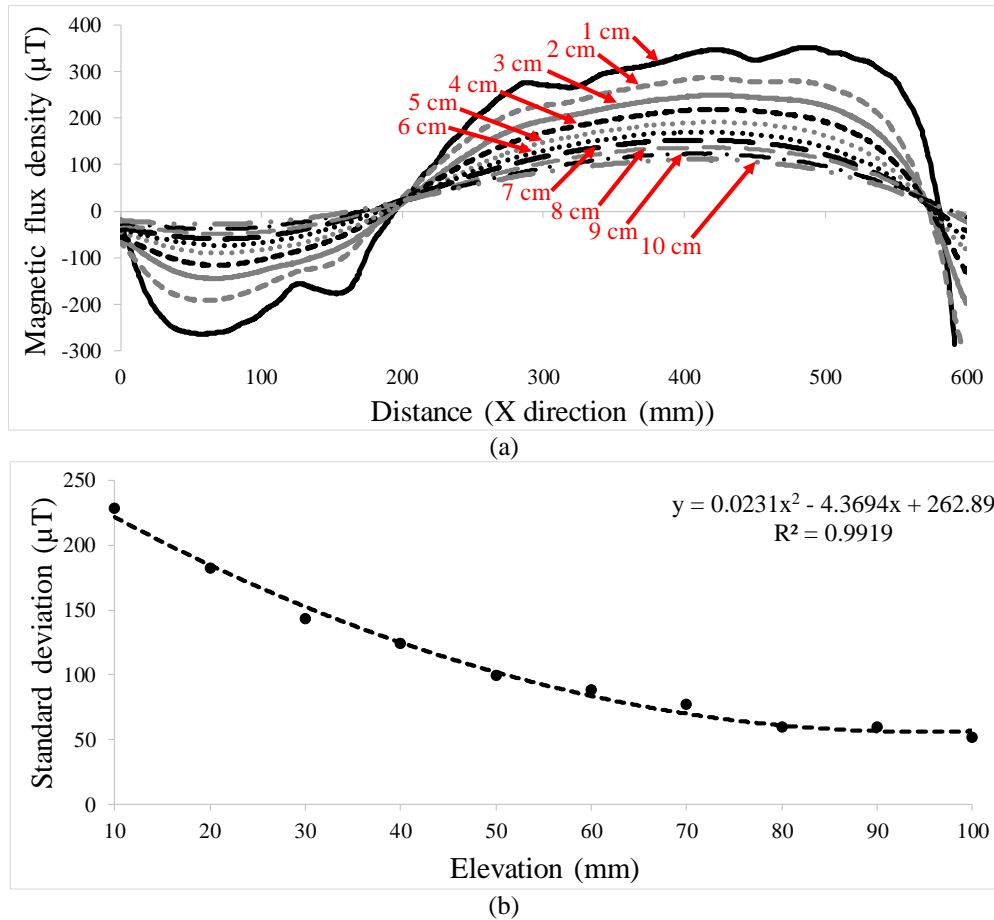 400
300
200
100
0
-100
-200
-300
Magnetic flux density (µT)
1 cm
2 cm
3 cm
4 cm
5 cm
6 cm
7 cm
8 cm
9 cm
10 cm
0 100 200 300 400 500 600
Distance (X direction (mm))
(a)
250
200
150
100
50
0
Standard deviation (µT)
y = 0.0231x² - 4.3694x + 262.89
R² = 0.9919
10 20 30 40 50 60 70 80 90 100
Elevation (mm)
(b)